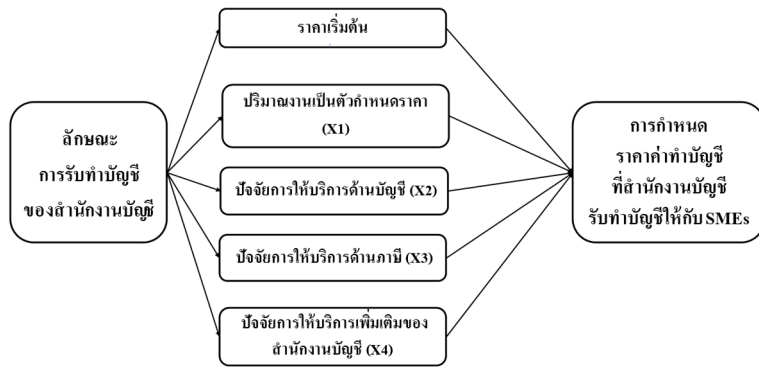 ลักษณะ
การรับทำบัญชี
ของสำนักงานบัญชี
ราคาเริ่มต้น
ปริมาณงานเป็นตัวกำหนดราคา
(X1)
ปัจจัยการให้บริการด้านบัญชี (X2)
ปัจจัยการให้บริการด้านภาษี (X3)
ปัจจัยการให้บริการเพิ่มเติมของ
สำนักงานบัญชี (X4)
การกำหนด
ราคาค่าทำบัญชี
ที่สำนักงานบัญชี
รับทำบัญชีให้กับ SMEs